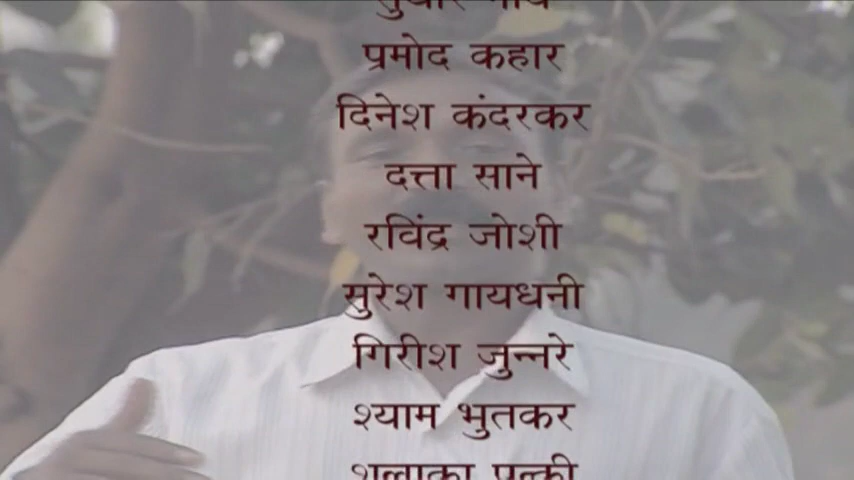 प्रमोद कहार
दिनेश कंदरकर
दत्ता साने
रविंद्र जोशी
सुरेश गायधनी
गिरीश जुन्नरे
श्याम भुतकर